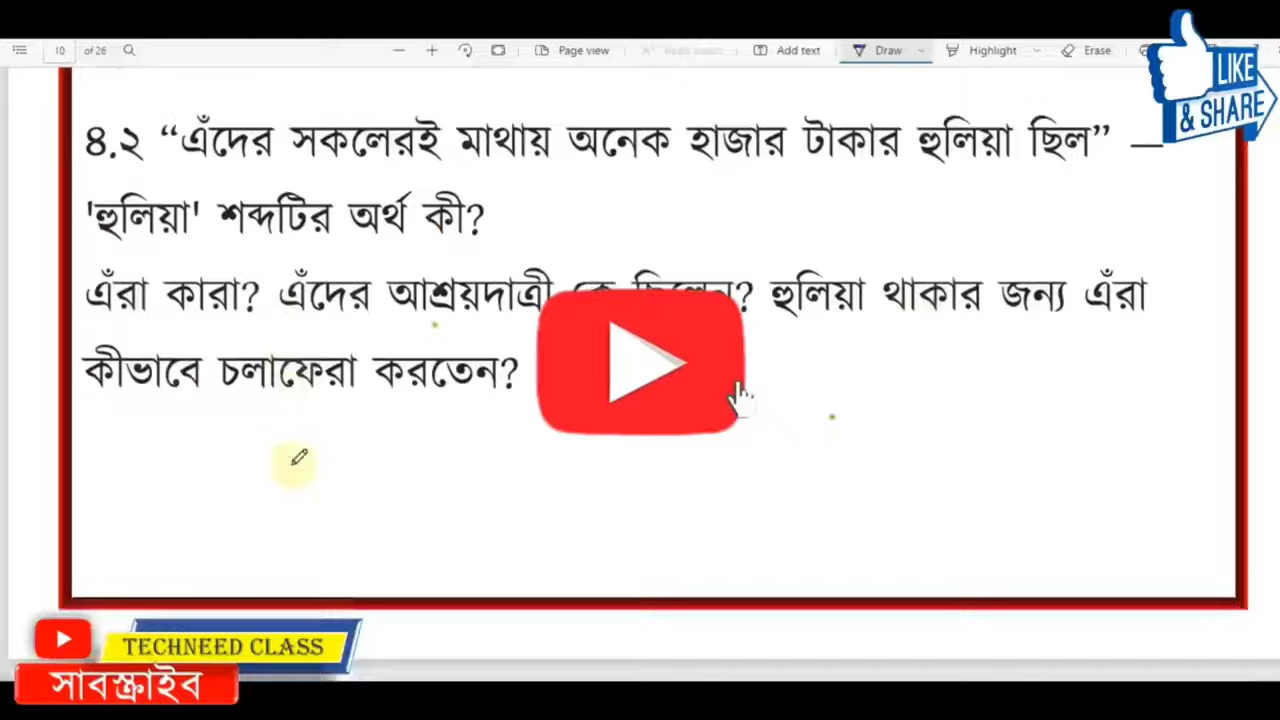 10 of 26
Page view
Add text
Draw
Highlight
Erase
LIKE
& SHARE
৪.২ “এঁদের সকলেরই মাথায় অনেক হাজার টাকার হুলিয়া ছিল” —
'হুলিয়া' শব্দটির অর্থ কী?
এঁরা কারা? এঁদের আশ্রয়দাত্রী হুলিয়া থাকার জন্য এঁরা
কীভাবে চলাফেরা করতেন?
TECHNEED CLASS
সাবস্ক্রাইব